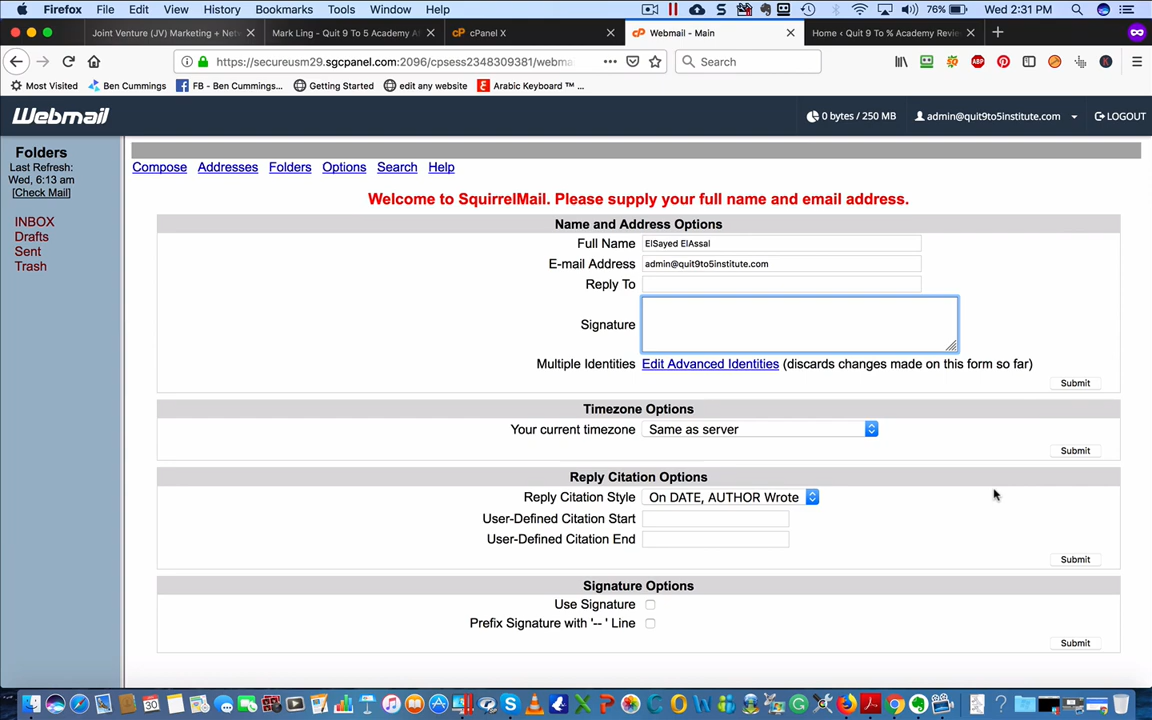 Firefox File Edit View History Bookmarks Tools Window Help 76% Wed 2:31 PM
Joint Venture (JV) Marketing + Net
Mark Ling - Quit 9 To 5 Academy A
cPanel X
Webmail - Main
Home ‹ Quit 9 To % Academy Revie
https://secureusm29.sgcpanel.com:2096/cpsess2348309381/webma
Search
Most Visited Ben Cummings FB - Ben Cummings... Getting Started edit any website Arabic Keyboard ™ ...
Webmail
0 bytes / 250 MB admin@quit9to5institute.com LOGOUT
Folders
Last Refresh:
Wed, 6:13 am
[Check Mail]
INBOX
Drafts
Sent
Trash
Compose Addresses Folders Options Search Help
Welcome to SquirrelMail. Please supply your full name and email address.
Name and Address Options
Full Name ElSayed ElAssal
E-mail Address admin@quit9to5institute.com
Reply To
Signature
Multiple Identities Edit Advanced Identities (discards changes made on this form so far)
Submit
Timezone Options
Your current timezone Same as server
Submit
Reply Citation Options
Reply Citation Style On DATE, AUTHOR Wrote
User-Defined Citation Start
User-Defined Citation End
Submit
Signature Options
Use Signature
Prefix Signature with '-- ' Line
Submit